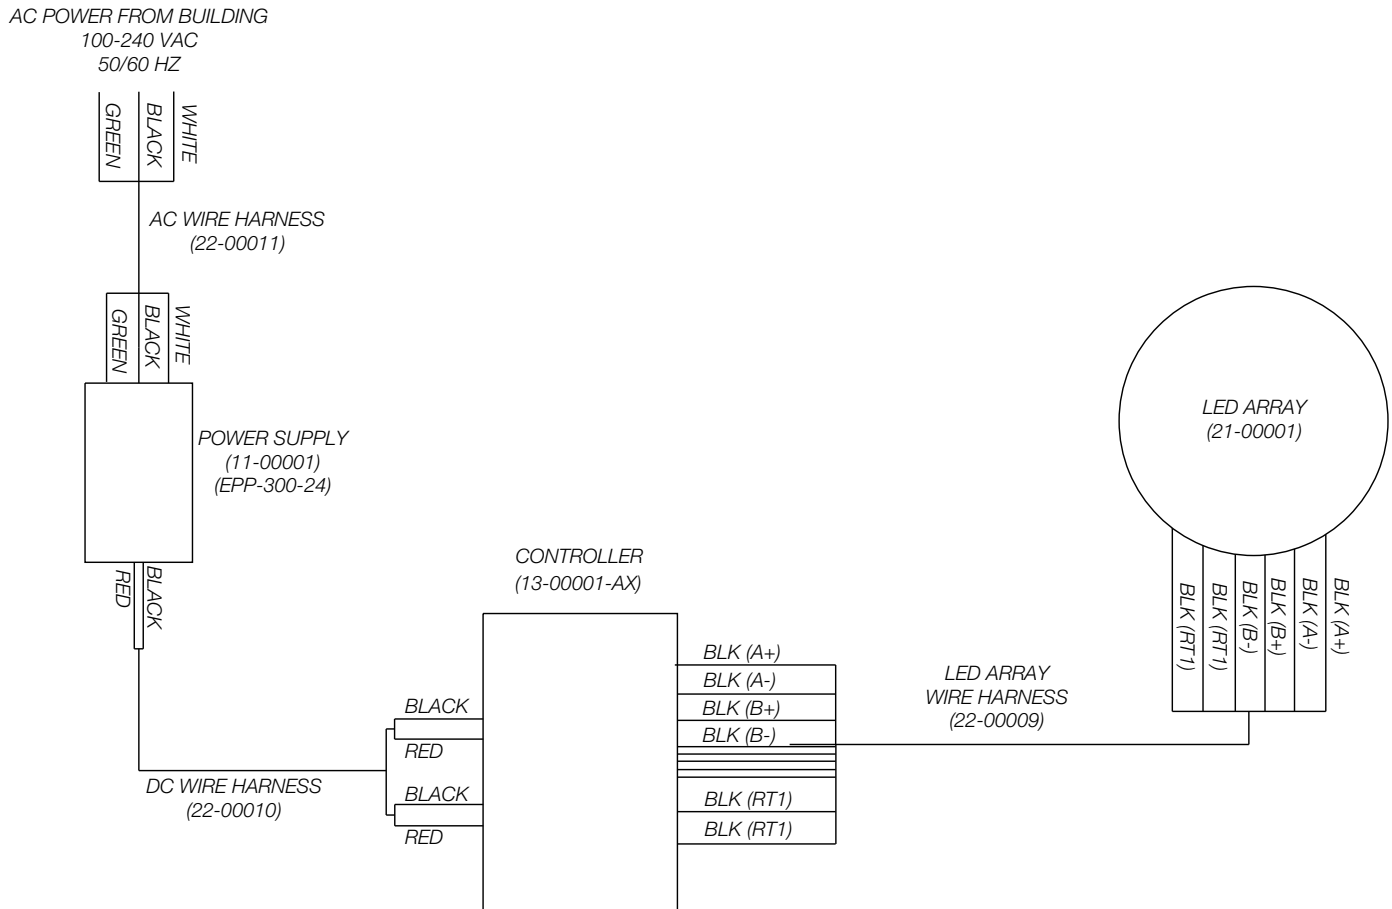 AC POWER FROM BUILDING
100-240 VAC
50/60 HZ
GREEN
BLACK
WHITE
AC WIRE HARNESS
(22-00011)
GREEN
BLACK
WHITE
POWER SUPPLY
(11-00001)
(EPP-300-24)
RED
BLACK
DC WIRE HARNESS
(22-00010)
BLACK
RED
BLACK
RED
CONTROLLER
(13-00001-AX)
BLK (A+)
BLK (A-)
BLK (B+)
BLK (B-)
BLK (RT1)
BLK (RT1)
LED ARRAY
WIRE HARNESS
(22-00009)
LED ARRAY
(21-00001)
BLK (RT1)
BLK (RT1)
BLK (B-)
BLK (B+)
BLK (A-)
BLK (A+)